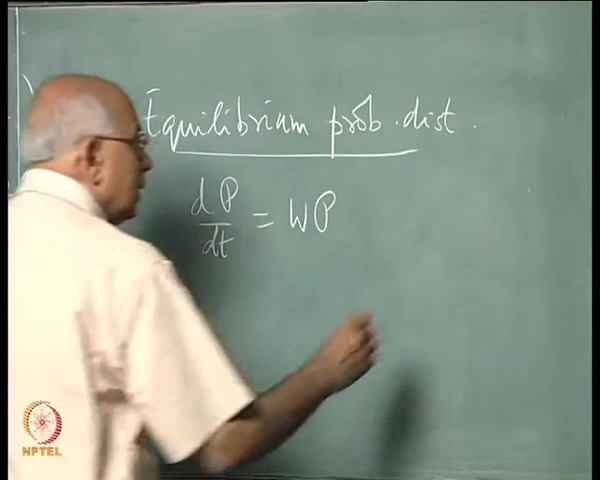 Equilibrium prob. dist.
dP/dt = WP
NPTEL